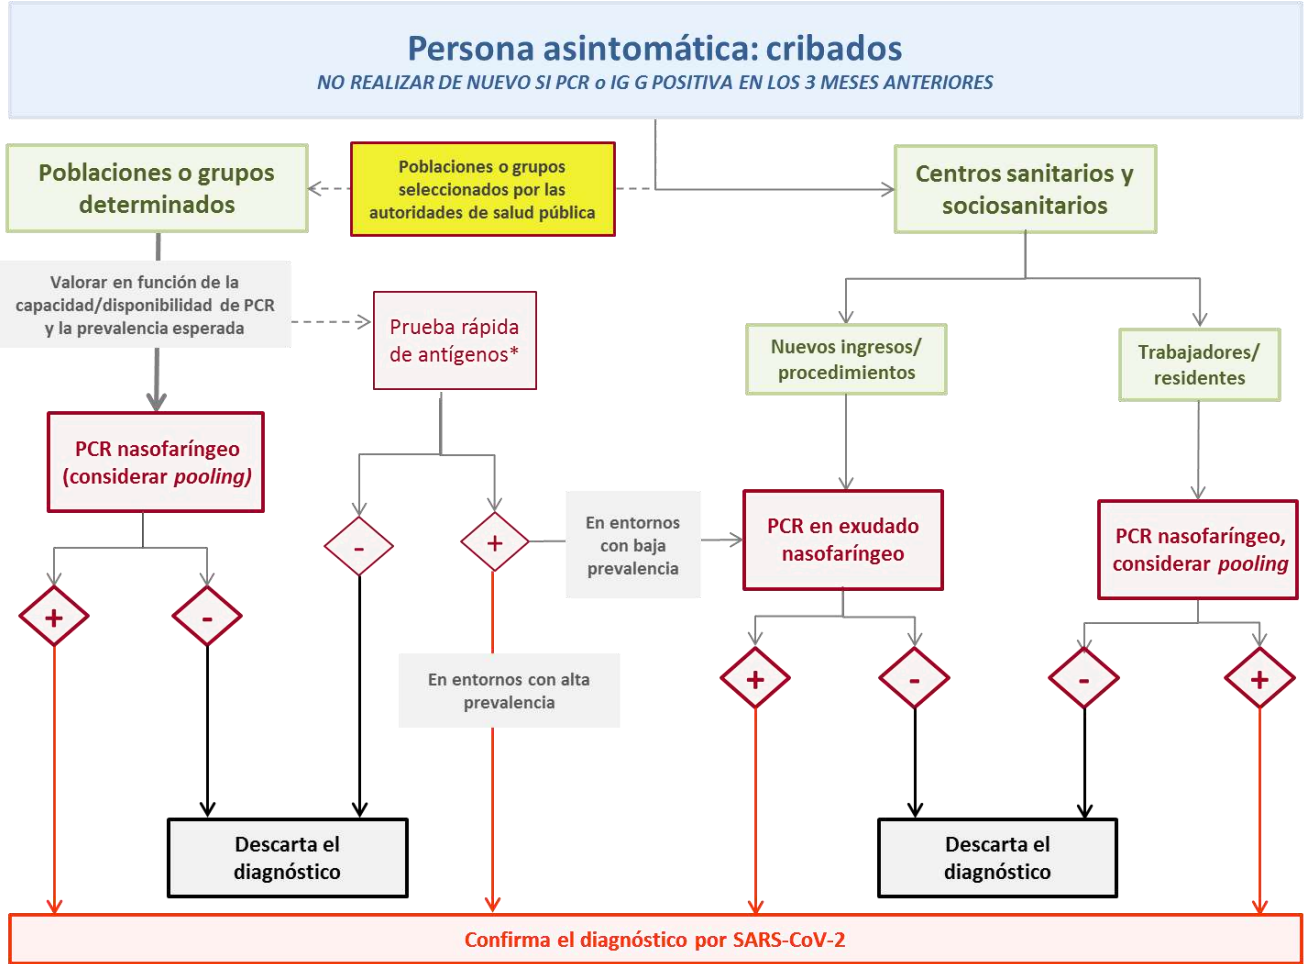 Persona asintomática: cribados
NO REALIZAR DE NUEVO SI PCR o IG G POSITIVA EN LOS 3 MESES ANTERIORES
Poblaciones o grupos
determinados
Poblaciones o grupos
seleccionados por las
autoridades de salud pública
Centros sanitarios y
sociosanitarios
Valorar en función de la
capacidad/disponibilidad de PCR
y la prevalencia esperada
Prueba rápida
de antígenos*
Nuevos ingresos/
procedimientos
Trabajadores/
residentes
PCR nasofaríngeo
(considerar pooling)
En entornos
con baja
prevalencia
PCR en exudado
nasofaríngeo
PCR nasofaríngeo,
considerar pooling
-
+
+
-
+
-
-
+
En entornos con alta
prevalencia
Descarta el
diagnóstico
Descarta el
diagnóstico
Confirma el diagnóstico por SARS-CoV-2